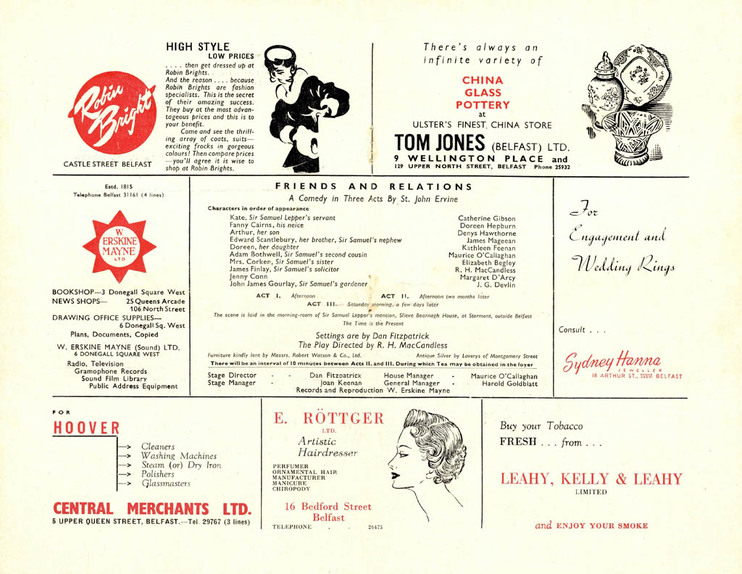 Robin Bright
CASTLE STREET BELFAST
HIGH STYLE
LOW PRICES
. . . . then get dressed up at
Robin Brights.
And the reason . . . . because
Robin Brights are fashion
specialists. This is the secret
of their amazing success.
They buy at the most advan-
tageous prices and this is to
your benefit.
Come and see the thrill-
ing array of coats, suits—
exciting frocks in gorgeous
colours! Then compare prices
—you'll agree it is wise to
shop at Robin Brights.
There's always an
infinite variety of
CHINA
GLASS
POTTERY
at
ULSTER'S FINEST CHINA STORE
TOM JONES (BELFAST) LTD.
9 WELLINGTON PLACE and
129 UPPER NORTH STREET, BELFAST Phone 25932
Estd. 1815
Telephone Belfast 31161 (4 lines)
W.
ERSKINE
MAYNE
LTD
BOOKSHOP—3 Donegall Square West
NEWS SHOPS— 25 Queens Arcade
106 North Street
DRAWING OFFICE SUPPLIES—
6 Donegall Sq. West
Plans, Documents, Copied
W. ERSKINE MAYNE (Sound) LTD.
6 DONEGALL SQUARE WEST
Radio, Television
Gramophone Records
Sound Film Library
Public Address Equipment
FRIENDS AND RELATIONS
A Comedy in Three Acts By St. John Ervine
Characters in order of appearance
Kate, Sir Samuel Lepper's servant Catherine Gibson
Fanny Cairns, his neice Doreen Hepburn
Arthur, her son Denys Hawthorne
Edward Scantlebury, her brother, Sir Samuel's nephew James Mageean
Doreen, her daughter Kathleen Feenan
Adam Bothwell, Sir Samuel's second cousin Maurice O'Callaghan
Mrs. Corken, Sir Samuel's sister Elizabeth Begley
James Finlay, Sir Samuel's solicitor R. H. MacCandless
Jenny Conn Margaret D'Arcy
John James Gourlay, Sir Samuel's gardener J. G. Devlin
ACT I. Afternoon ACT II. Afternoon two months later
ACT III. Saturday morning, a few days later
The scene is laid in the morning-room of Sir Samuel Lepper's mansion, Slieve Bearnagh House, at Stormont, outside Belfast
The Time is the Present
Settings are by Dan Fitzpatrick
The Play Directed by R. H. MacCandless
Furniture kindly lent by Messrs. Robert Watson & Co., Ltd. Antique Silver by Laverys of Montgomery Street
There will be an interval of 10 minutes between Acts II. and III. During which Tea may be obtained in the foyer
Stage Director - - Dan Fitzpatrick House Manager - Maurice O'Callaghan
Stage Manager - - Joan Keenan General Manager - Harold Goldblatt
Records and Reproduction W. Erskine Mayne
For
Engagement and
Wedding Rings
Consult . . .
Sydney Hanna
JEWELLER
18 ARTHUR ST., BELFAST
FOR
HOOVER
Cleaners
Washing Machines
Steam (or) Dry Iron
Polishers
Glassmasters
CENTRAL MERCHANTS LTD.
5 UPPER QUEEN STREET, BELFAST.—Tel. 29767 (3 lines)
E. RÖTTGER
LTD.
Artistic
Hairdresser
PERFUMER
ORNAMENTAL HAIR
MANUFACTURER
MANICURE
CHIROPODY
16 Bedford Street
Belfast
TELEPHONE - - 21475
Buy your Tobacco
FRESH . . . from . . .
LEAHY, KELLY & LEAHY
LIMITED
and ENJOY YOUR SMOKE